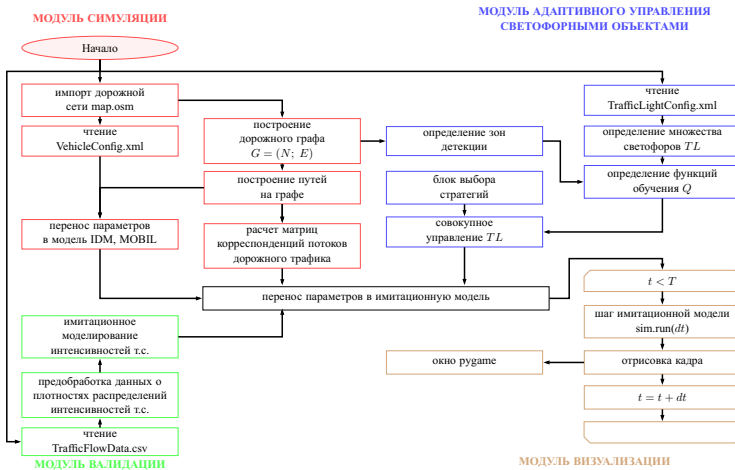 МОДУЛЬ СИМУЛЯЦИИ
МОДУЛЬ АДАПТИВНОГО УПРАВЛЕНИЯ
СВЕТОФОРНЫМИ ОБЪЕКТАМИ
Начало
импорт дорожной
сети map.osm
чтение
VehicleConfig.xml
построение
дорожного графа
G = (N; E)
построение путей
на графе
перенос параметров
в модель IDM, MOBIL
расчет матриц
корреспонденций потоков
дорожного трафика
определение зон
детекции
блок выбора
стратегий
совокупное
управление TL
чтение
TrafficLightConfig.xml
определение множества
светофоров TL
определение функций
обучения Q
перенос параметров в имитационную модель
t < T
шаг имитационной модели
sim.run(dt)
отрисовка кадра
окно pygame
t = t + dt
имитационное
моделирование
интенсивностей т.с.
предобработка данных о
плотностях распределений
интенсивностей т.с.
чтение
TrafficFlowData.csv
МОДУЛЬ ВАЛИДАЦИИ
МОДУЛЬ ВИЗУАЛИЗАЦИИ